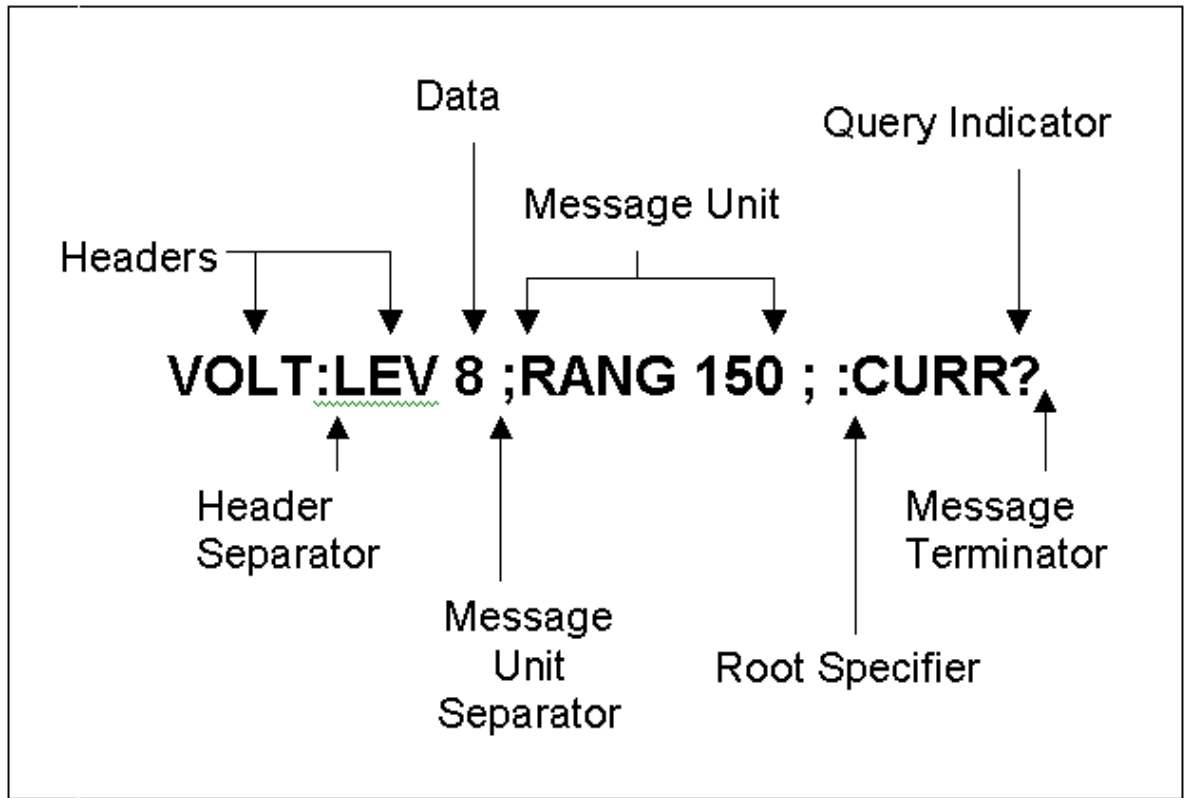 Data
Query Indicator
Message Unit
Headers
VOLT:LEV 8 ;RANG 150 ; :CURR?
Header
Separator
Message
Terminator
Message
Unit
Separator
Root Specifier